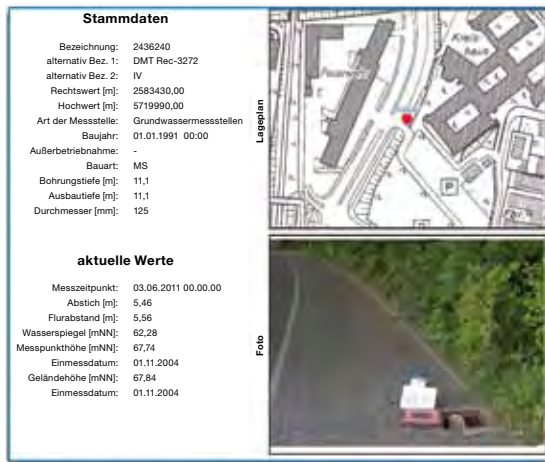 Stammdaten
Bezeichnung: 2436240
alternativ Bez. 1: DMT Rec-3272
alternativ Bez. 2: IV
Rechtswert [m]: 2583430,00
Hochwert [m]: 5719990,00
Art der Messstelle: Grundwassermessstellen
Baujahr: 01.01.1991 00:00
Außerbetriebnahme: -
Bauart: MS
Bohrungstiefe [m]: 11,1
Ausbautiefe [m]: 11,1
Durchmesser [mm]: 125
Lageplan
Kreis-
haus
P
aktuelle Werte
Messzeitpunkt: 03.06.2011 00.00.00
Abstich [m]: 5,46
Flurabstand [m]: 5,56
Wasserspiegel [mNN]: 62,28
Messpunkthöhe [mNN]: 67,74
Einmessdatum: 01.11.2004
Geländehöhe [mNN]: 67,84
Einmessdatum: 01.11.2004
Foto